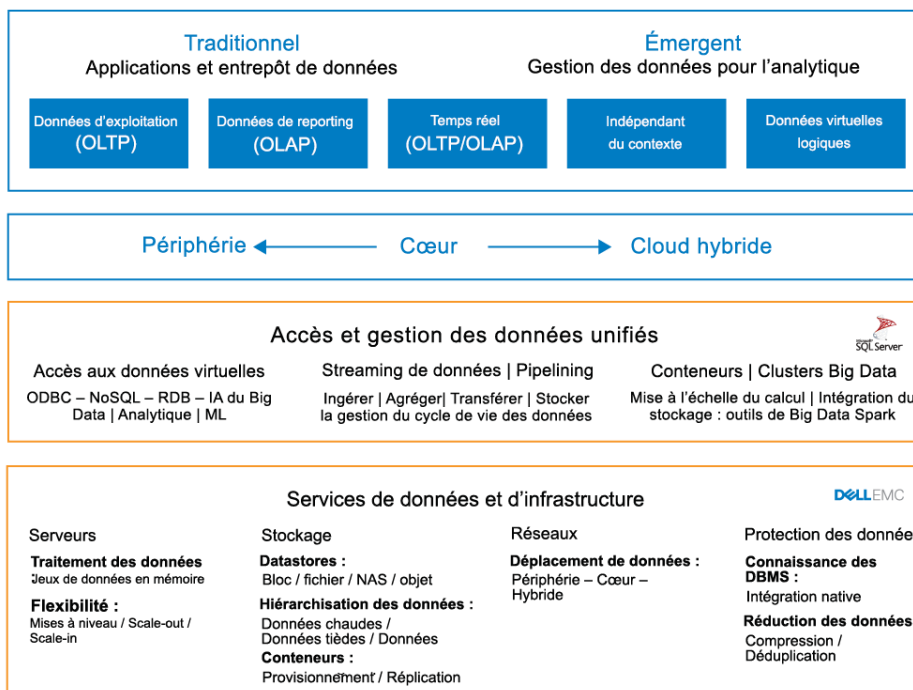 Traditionnel
Applications et entrepôt de données
Émergent
Gestion des données pour l'analytique
Données d'exploitation
(OLTP)
Données de reporting
(OLAP)
Temps réel
(OLTP/OLAP)
Indépendant
du contexte
Données virtuelles
logiques
Périphérie
Cœur
Cloud hybride
Accès et gestion des données unifiés
Microsoft
SQL Server
Accès aux données virtuelles
ODBC – NoSQL – RDB – IA du Big
Data | Analytique | ML
Streaming de données | Pipelining
Ingérer | Agréger| Transférer | Stocker
la gestion du cycle de vie des données
Conteneurs | Clusters Big Data
Mise à l'échelle du calcul | Intégration du
stockage : outils de Big Data Spark
Services de données et d'infrastructure
DELLEMC
Serveurs
Traitement des données
Jeux de données en mémoire
Flexibilité :
Mises à niveau / Scale-out /
Scale-in
Stockage
Datastores :
Bloc / fichier / NAS / objet
Hiérarchisation des données :
Données chaudes /
Données tièdes / Données
Conteneurs :
Provisionnement / Réplication
Réseaux
Déplacement de données :
Périphérie – Cœur –
Hybride
Protection des donnée
Connaissance des
DBMS :
Intégration native
Réduction des données
Compression /
Déduplication